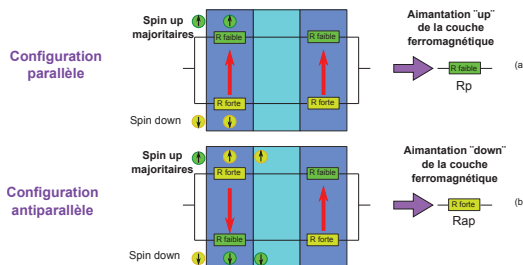 Spin up
majoritaires
R faible
R faible
Configuration
parallèle
R forte
R forte
Spin down
Aimantation "up"
de la couche
ferromagnétique
R faible
Rp
(a
Spin up
majoritaires
R forte
R faible
Configuration
antiparallèle
R faible
R forte
Spin down
Aimantation "down"
de la couche
ferromagnétique
R forte
Rap
(b